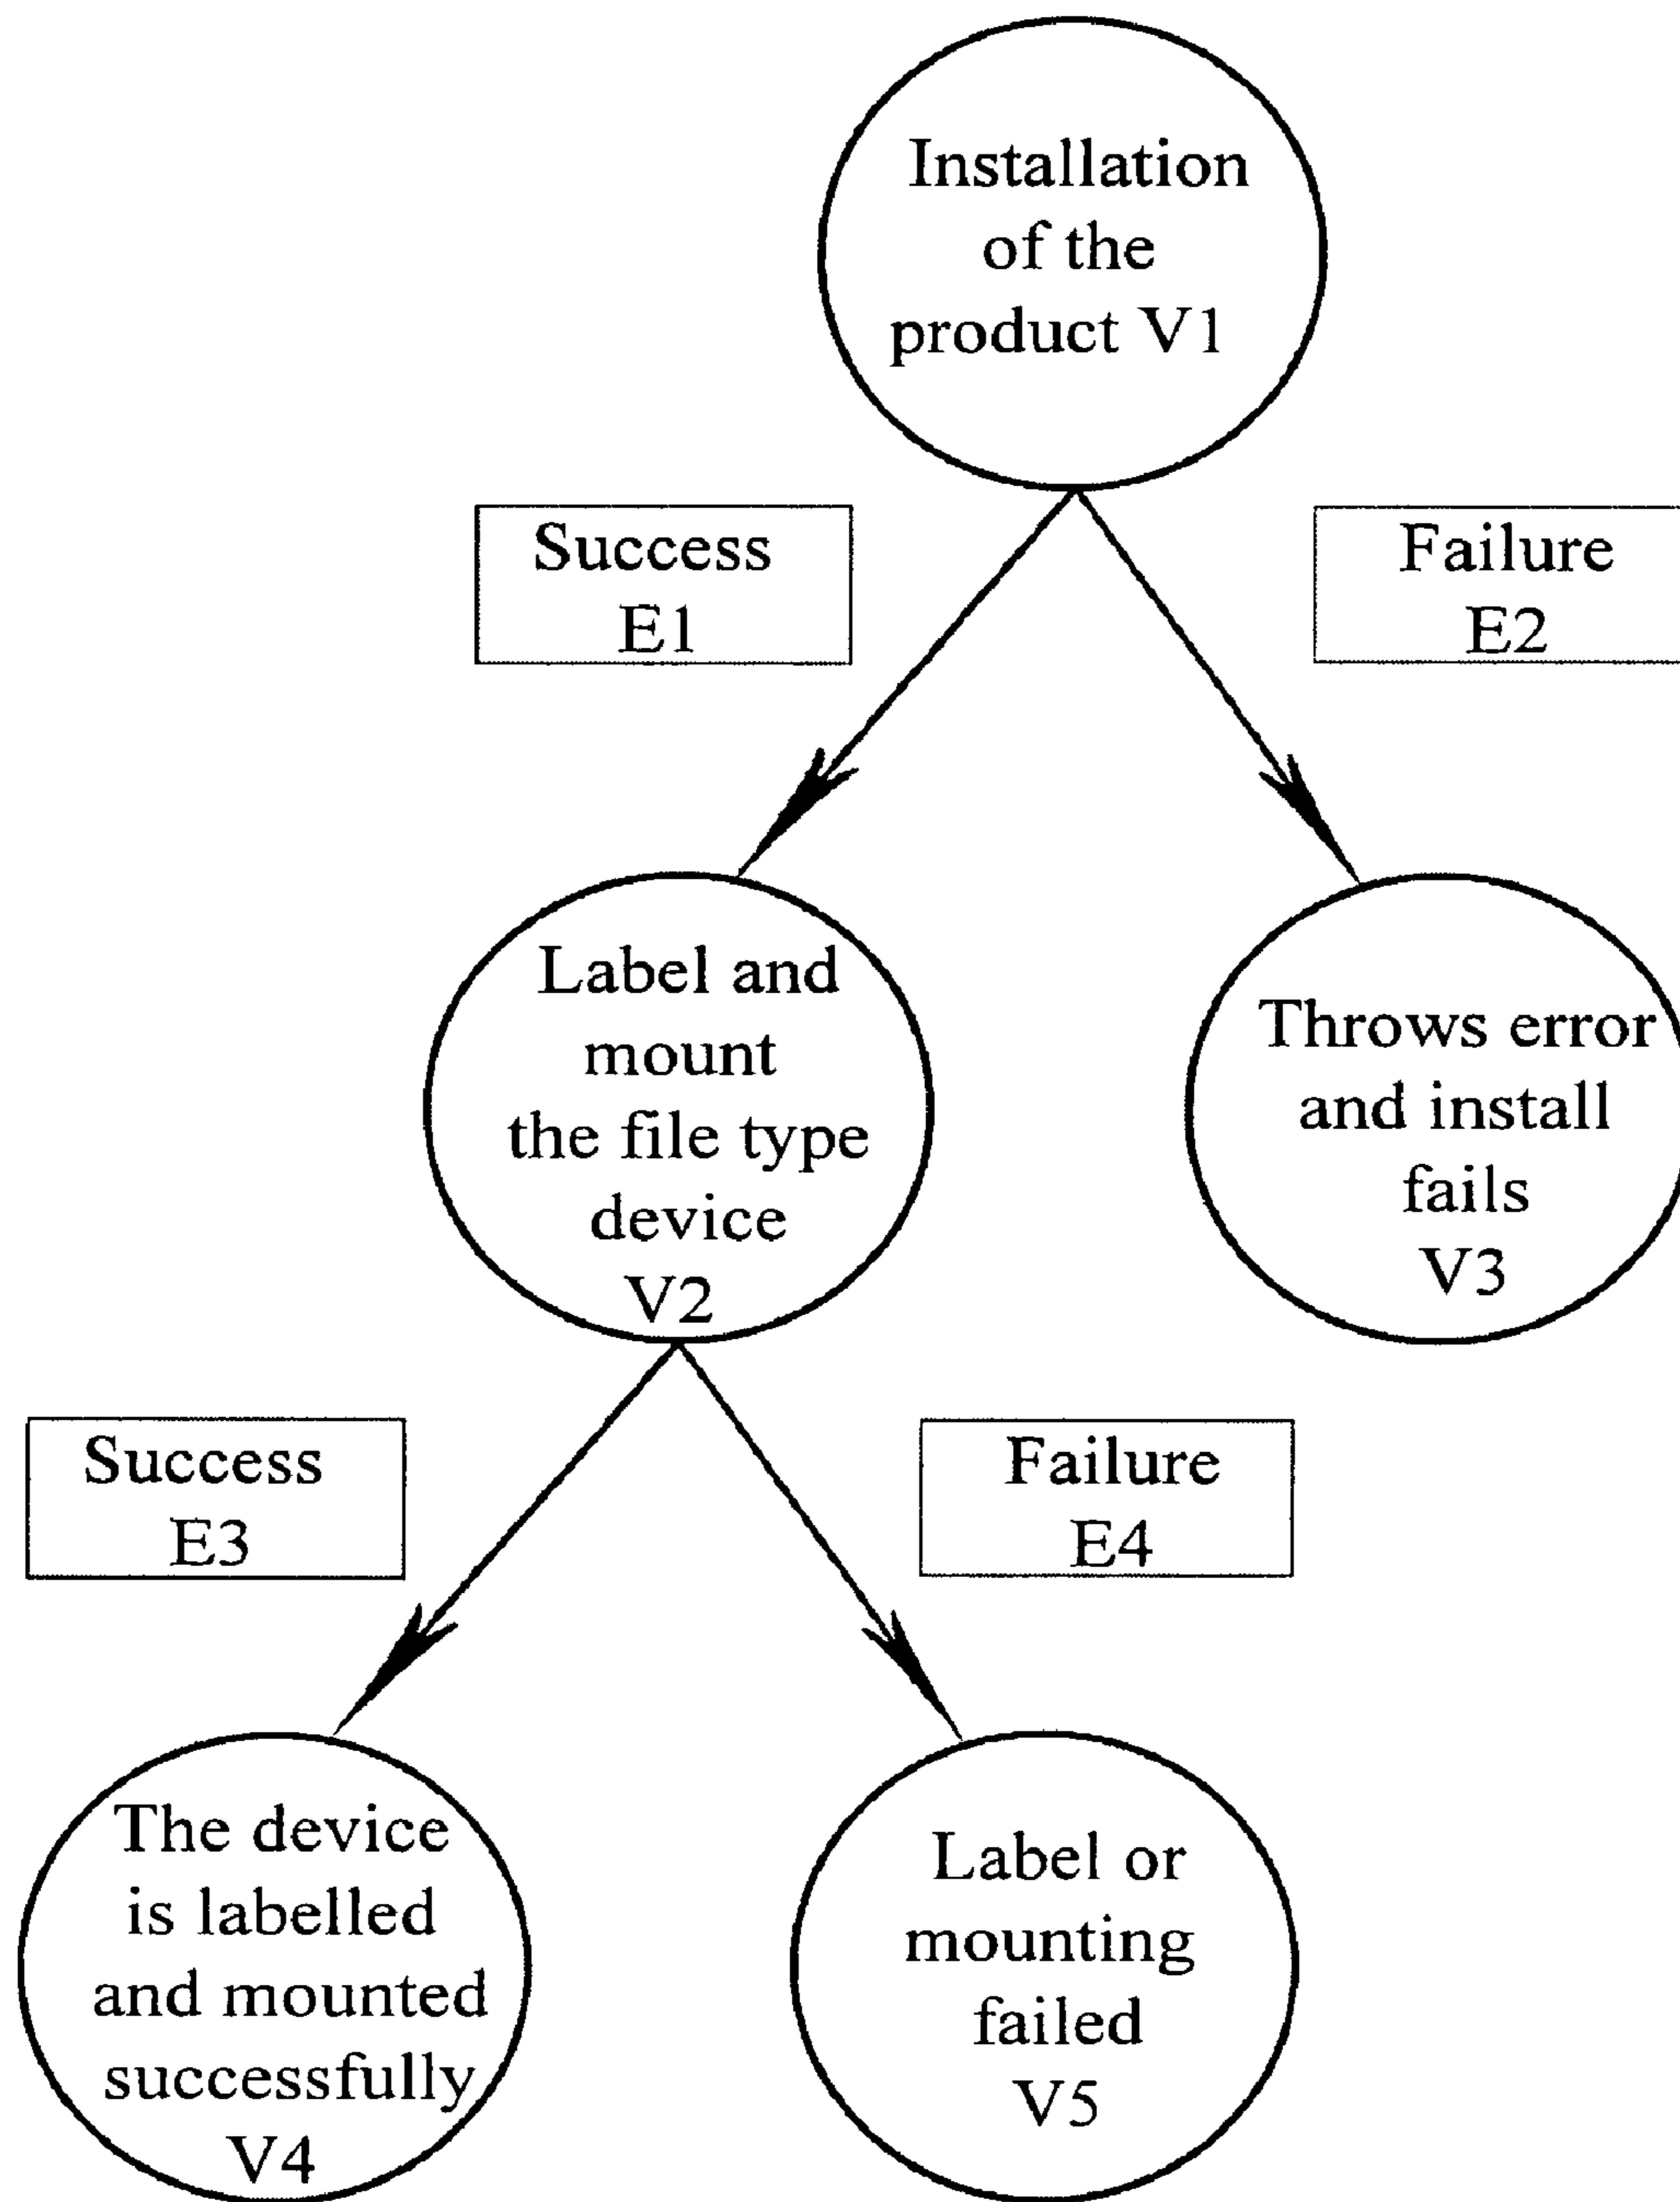 Installation
of the
product V1
Success
E1
Failure
E2
Label and
mount
the file type
device
V2
Throws error
and install
fails
V3
Success
E3
Failure
E4
The device
is labelled
and mounted
successfully
V4
Label or
mounting
failed
V5